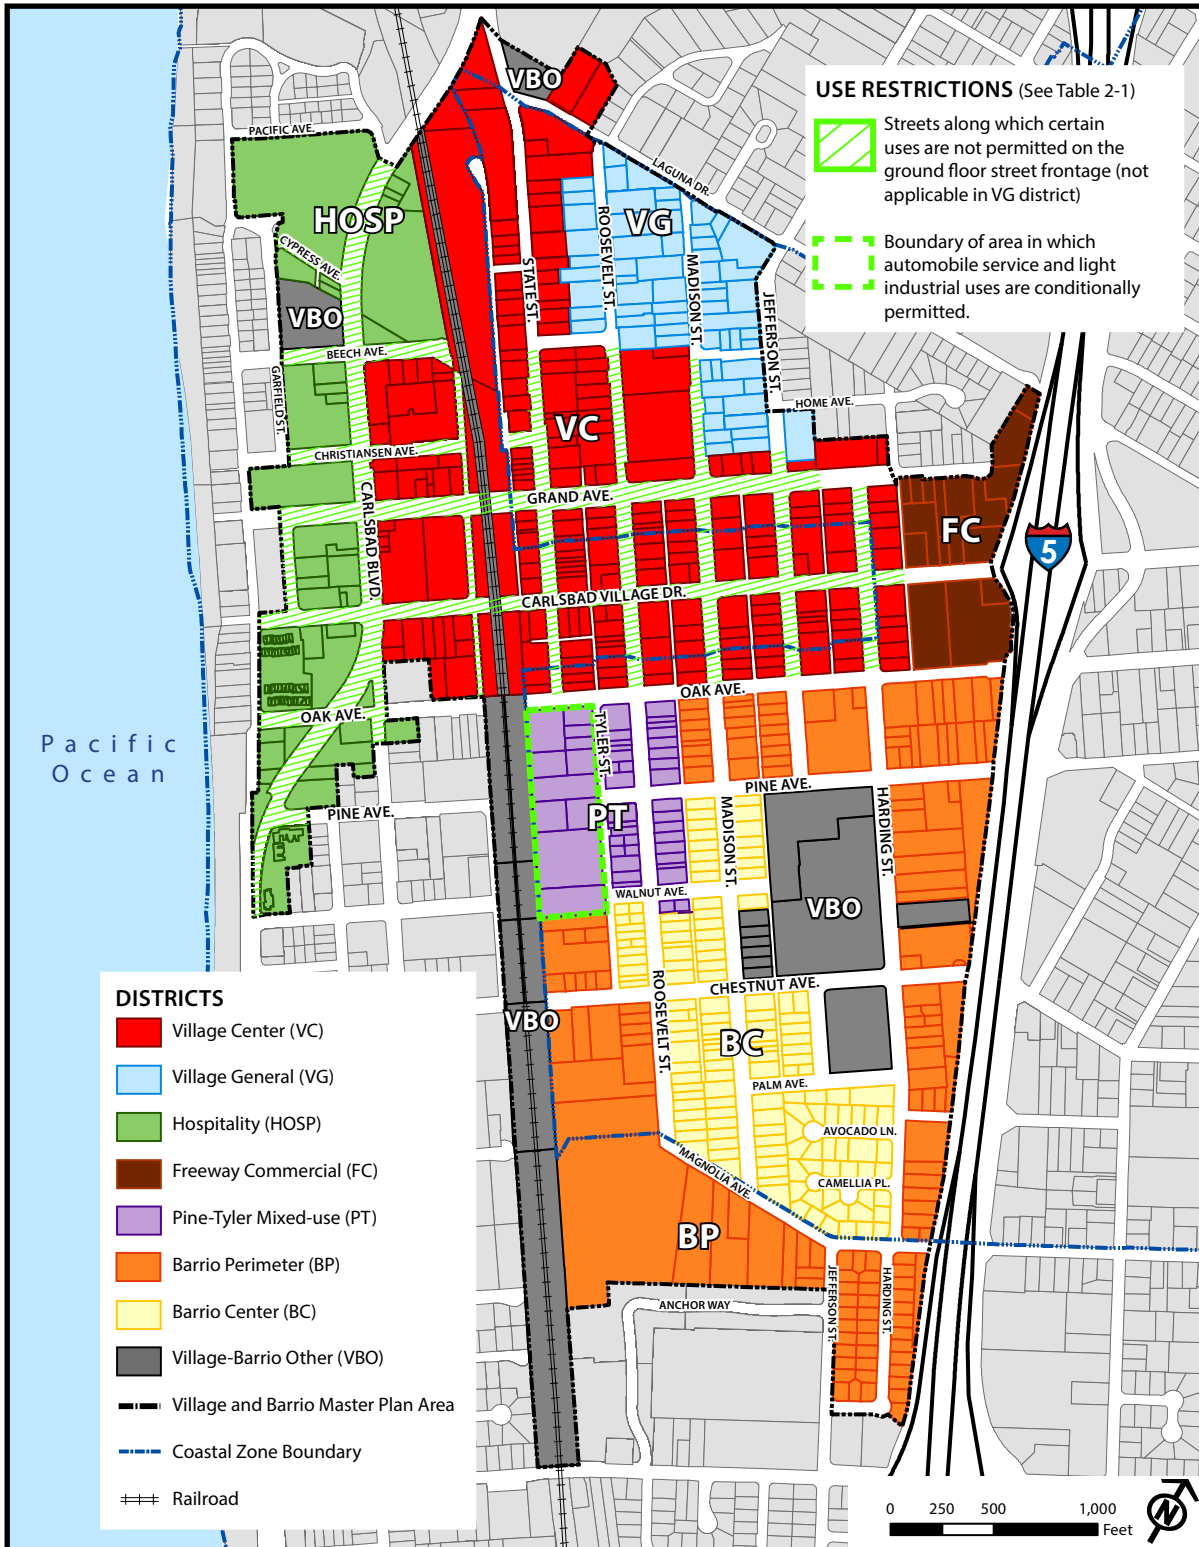 PACIFIC AVE.
VBO
USE RESTRICTIONS (See Table 2-1)
Streets along which certain
uses are not permitted on the
ground floor street frontage (not
applicable in VG district)
Boundary of area in which
automobile service and light
industrial uses are conditionally
permitted.
LAGUNA DR.
HOSP
VG
ROOSEVELT ST.
CYPRESS AVE.
STATE ST.
MADISON ST.
JEFFERSON ST.
VBO
BEECH AVE.
GARFIELD ST.
HOME AVE.
VC
CHRISTIANSEN AVE.
CARLSBAD BLVD.
GRAND AVE.
FC
5
CARLSBAD VILLAGE DR.
OAK AVE.
OAK AVE.
TYLER ST.
Pacific
Ocean
PINE AVE.
PINE AVE.
PT
MADISON ST.
HARDING ST.
WALNUT AVE.
VBO
ROOSEVELT ST.
CHESTNUT AVE.
VBO
BC
PALM AVE.
AVOCADO LN.
MAGNOLIA AVE.
CAMELLIA PL.
BP
JEFFERSON ST.
HARDING ST.
ANCHOR WAY
DISTRICTS
Village Center (VC)
Village General (VG)
Hospitality (HOSP)
Freeway Commercial (FC)
Pine-Tyler Mixed-use (PT)
Barrio Perimeter (BP)
Barrio Center (BC)
Village-Barrio Other (VBO)
Village and Barrio Master Plan Area
Coastal Zone Boundary
Railroad
0 250 500 1,000
Feet
N